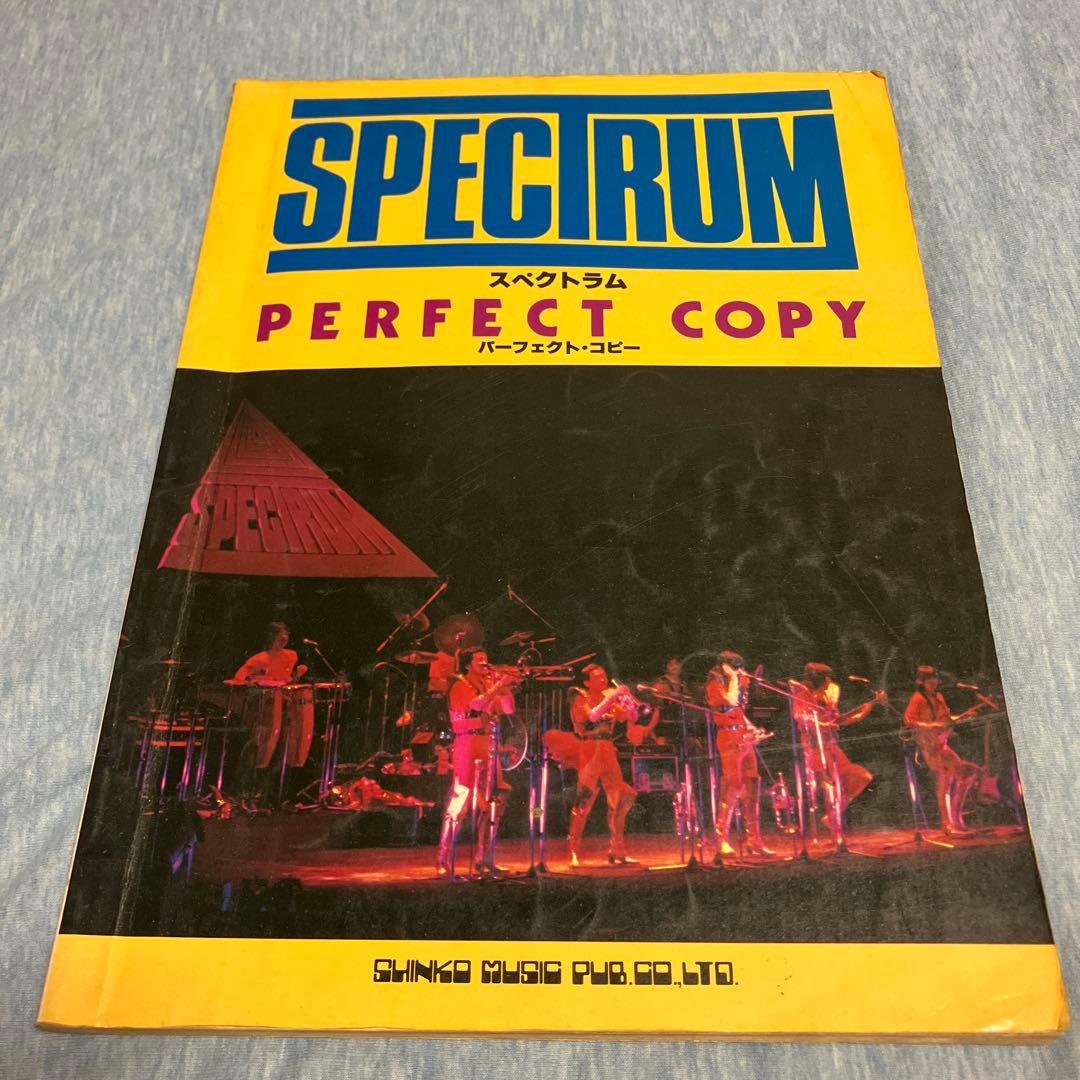 SPECTRUM
スペクトラム
PERFECT COPY
パーフェクト・コピー
SPECTRUM
SHINKO MUSIC PUB.CO.,LTD.